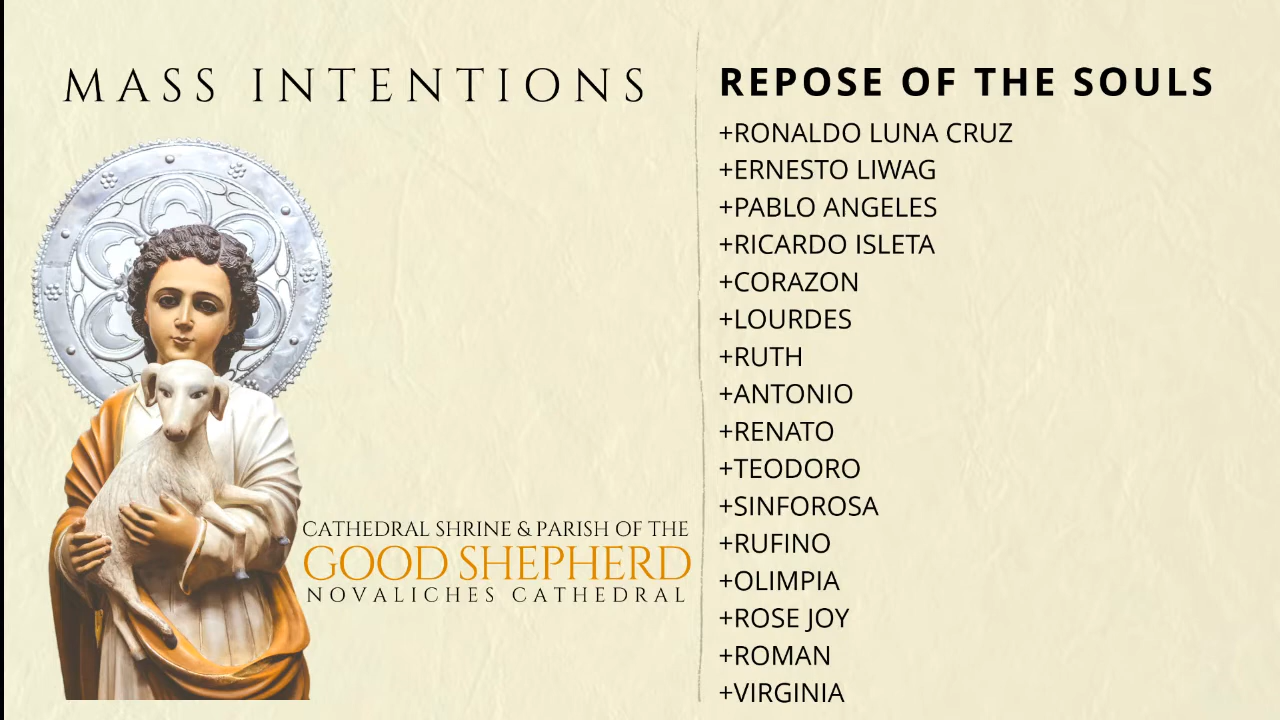 MASS INTENTIONS
CATHEDRAL SHRINE & PARISH OF THE
GOOD SHEPHERD
NOVALICHES CATHEDRAL
REPOSE OF THE SOULS
+RONALDO LUNA CRUZ
+ERNESTO LIWAG
+PABLO ANGELES
+RICARDO ISLETA
+CORAZON
+LOURDES
+RUTH
+ANTONIO
+RENATO
+TEODORO
+SINFOROSA
+RUFINO
+OLIMPIA
+ROSE JOY
+ROMAN
+VIRGINIA